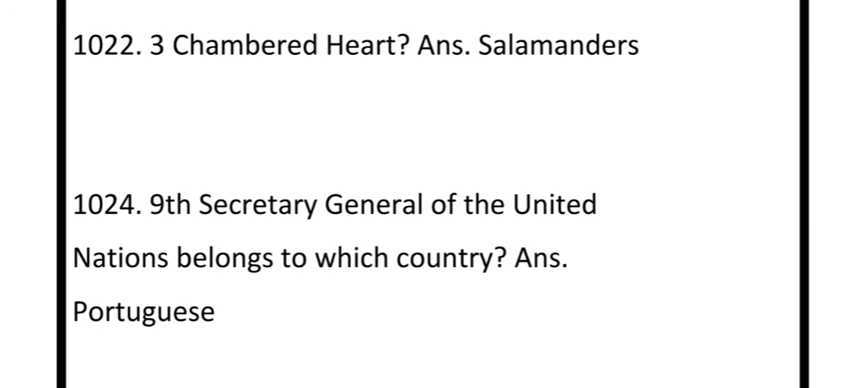 1022. 3 Chambered Heart? Ans. Salamanders
1024. 9th Secretary General of the United
Nations belongs to which country? Ans.
Portuguese